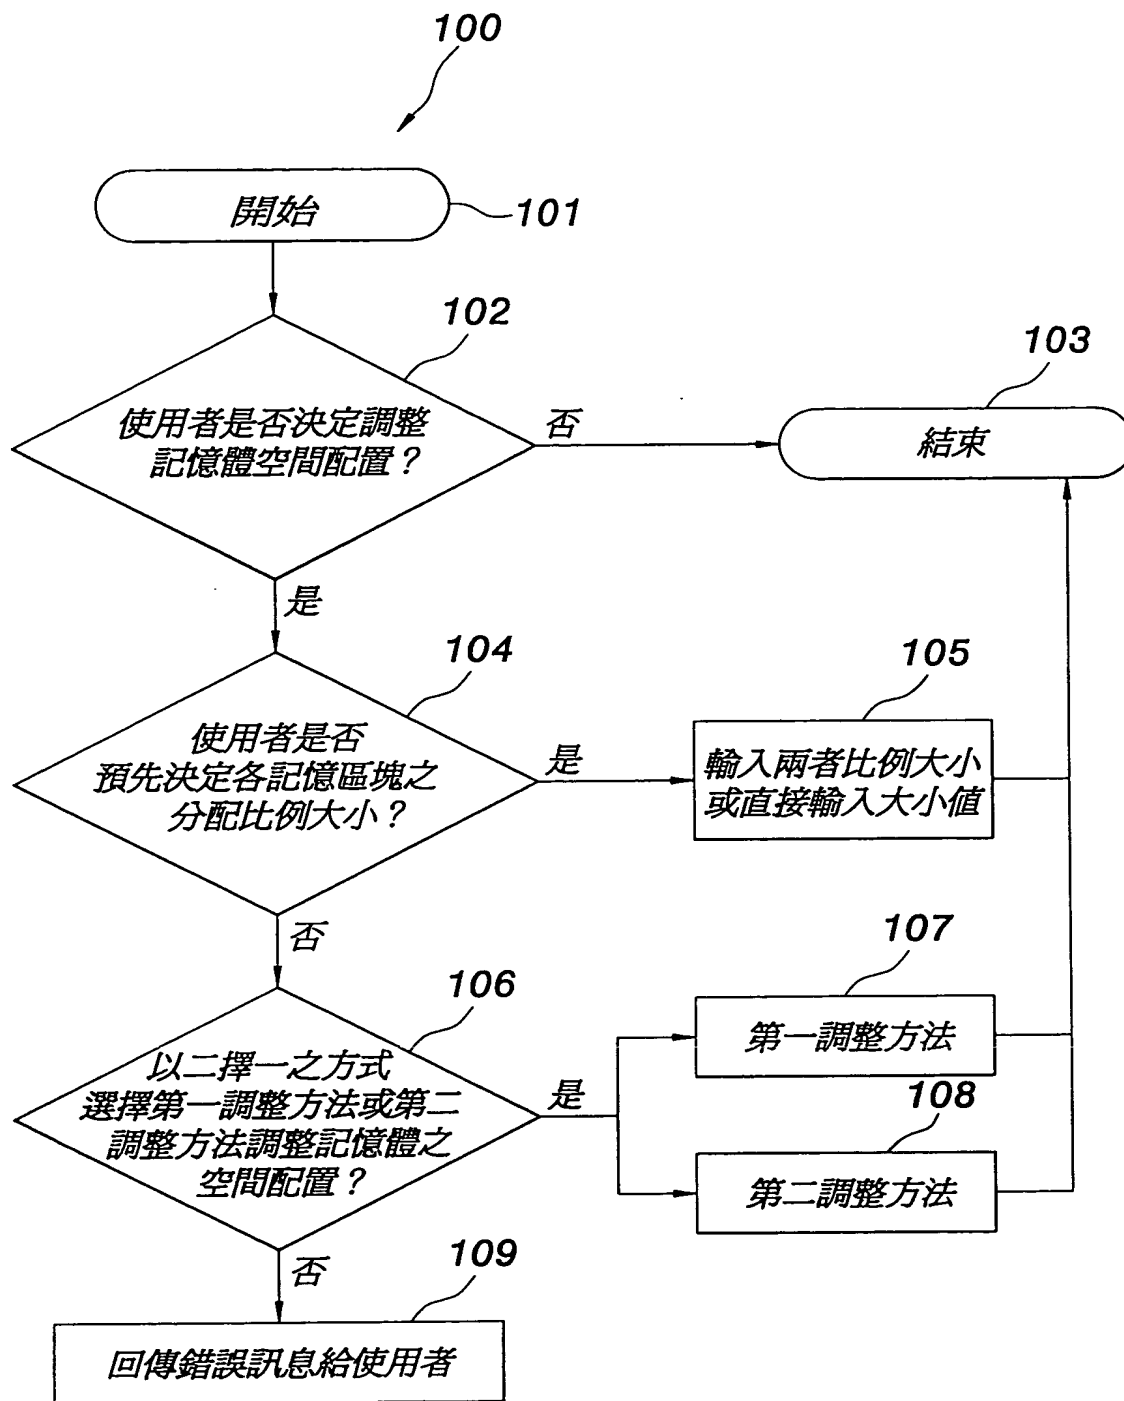 100
開始
101
102
使用者是否決定調整
記憶體空間配置？
否
103
結束
是
104
使用者是否
預先決定各記憶區塊之
分配比例大小？
是
105
輸入兩者比例大小
或直接輸入大小值
否
106
以二擇一之方式
選擇第一調整方法或第二
調整方法調整記憶體之
空間配置？
是
107
第一調整方法
108
第二調整方法
否
109
回傳錯誤訊息給使用者